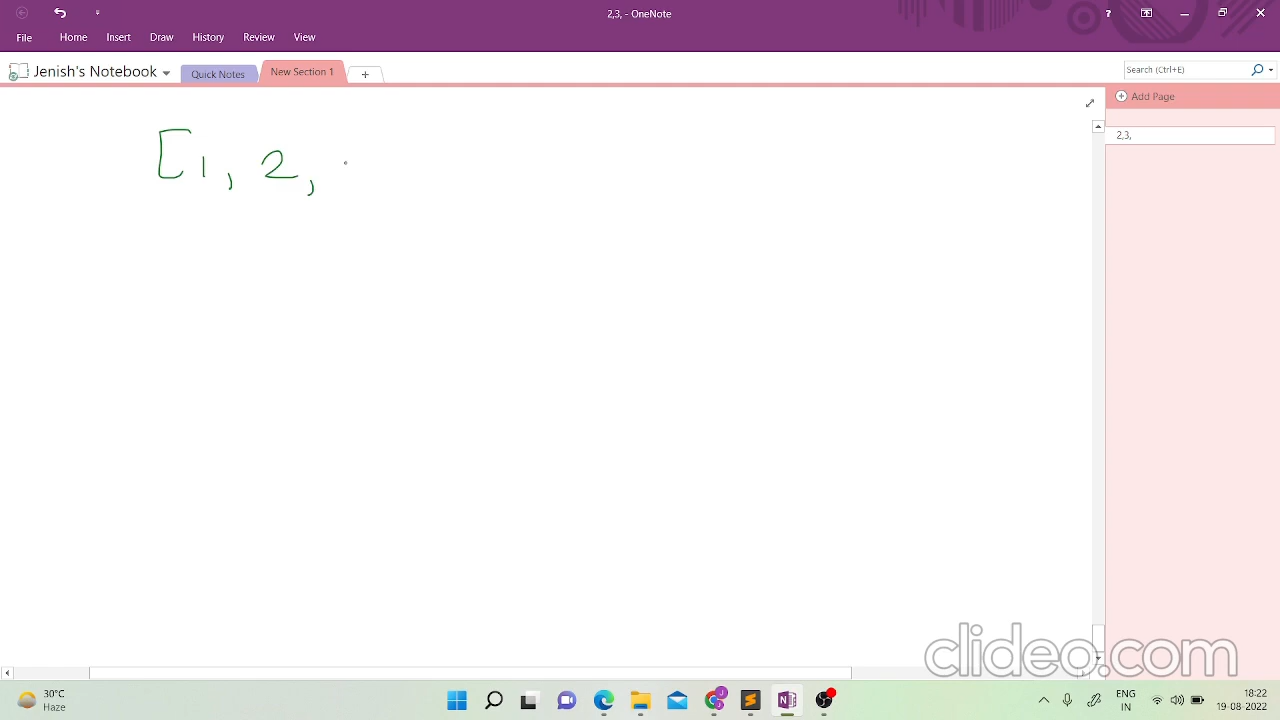 2,3, - OneNote
?
File Home Insert Draw History Review View
Jenish's Notebook Quick Notes New Section 1 +
Search (Ctrl+E)
Add Page
2,3,
[1, 2,
clideo.com
30°C
Haze
ENG
IN
18:22
19-08-2022